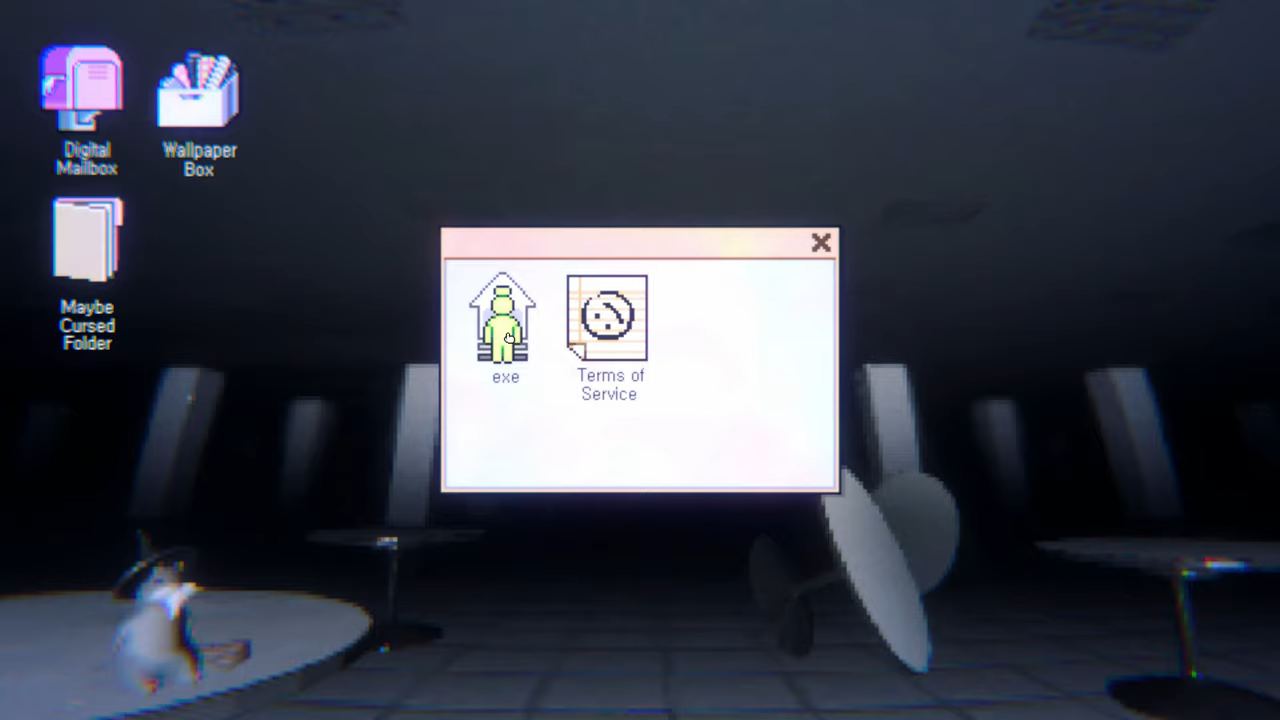 Digital
Mailbox
Wallpaper
Box
Maybe
Cursed
Folder
exe
Terms of
Service